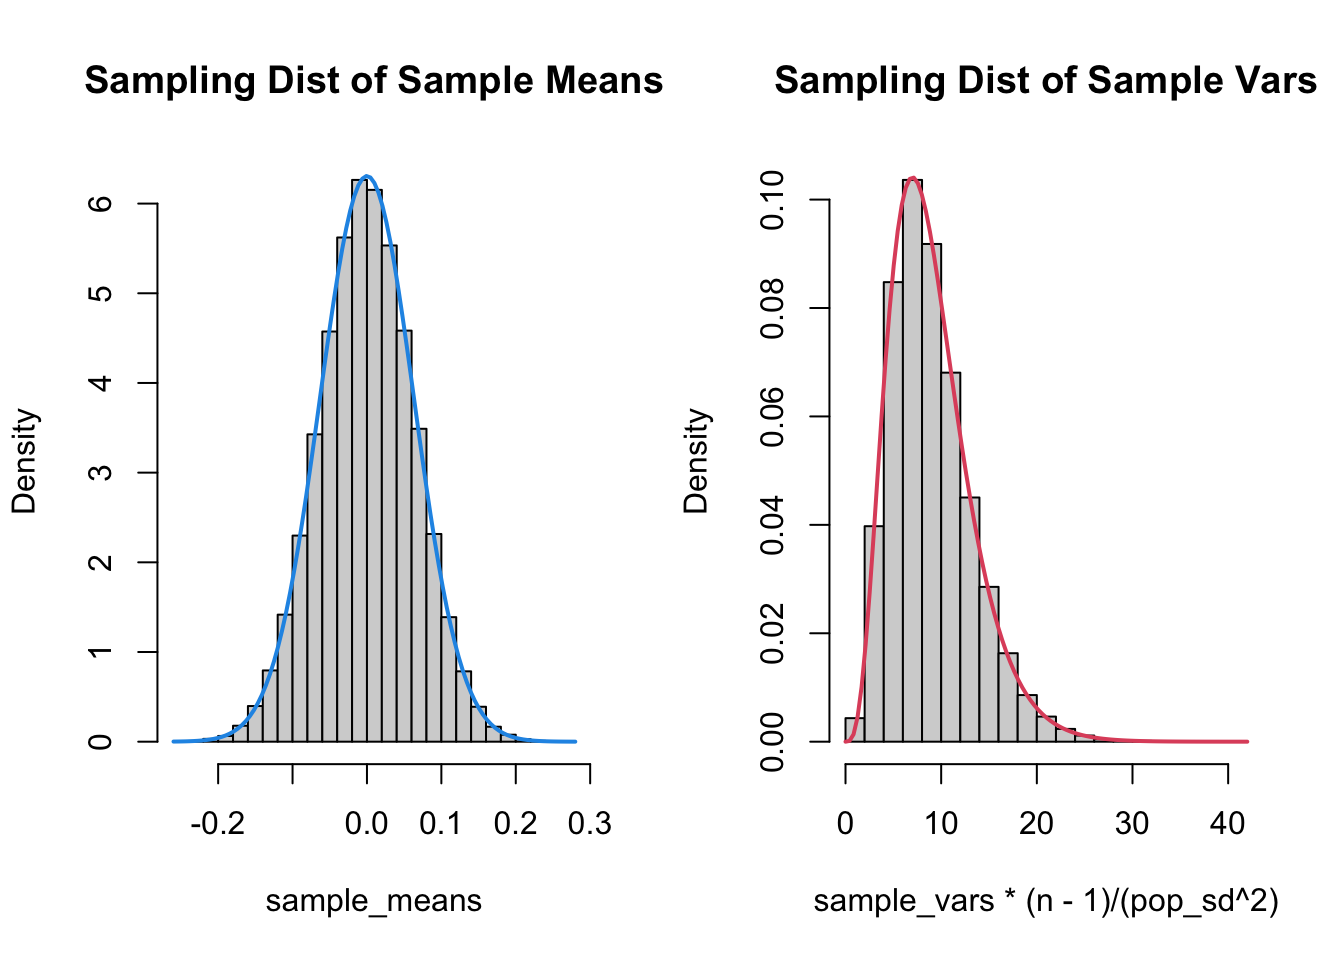 Sampling Dist of Sample Means
Density
6
5
4
3
2
1
0
-0.2 0.0 0.1 0.2 0.3
sample_means
Sampling Dist of Sample Vars
Density
0.10
0.08
0.06
0.04
0.02
0.00
0 10 20 30 40
sample_vars * (n - 1)/(pop_sd^2)